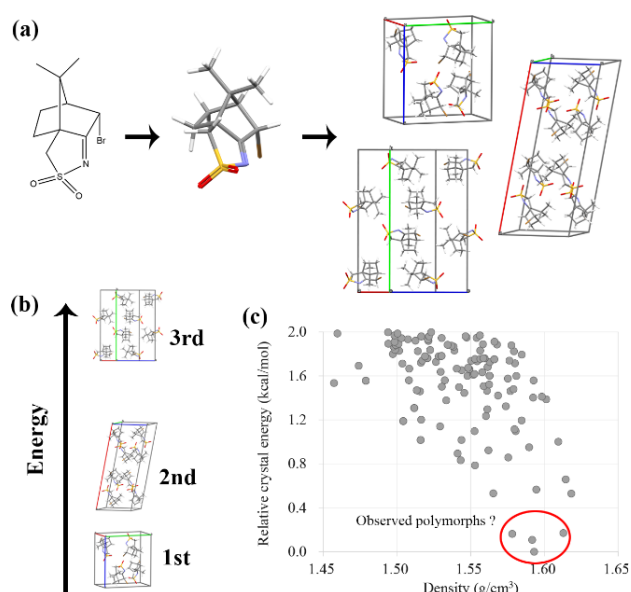 (a)
Br
N
S
O
O
(b)
Energy
3rd
2nd
1st
(c)
Relative crystal energy (kcal/mol)
2.0
1.6
1.2
0.8
0.4
0.0
Observed polymorphs ?
1.45
1.50
1.55
1.60
1.65
Density (g/cm³)